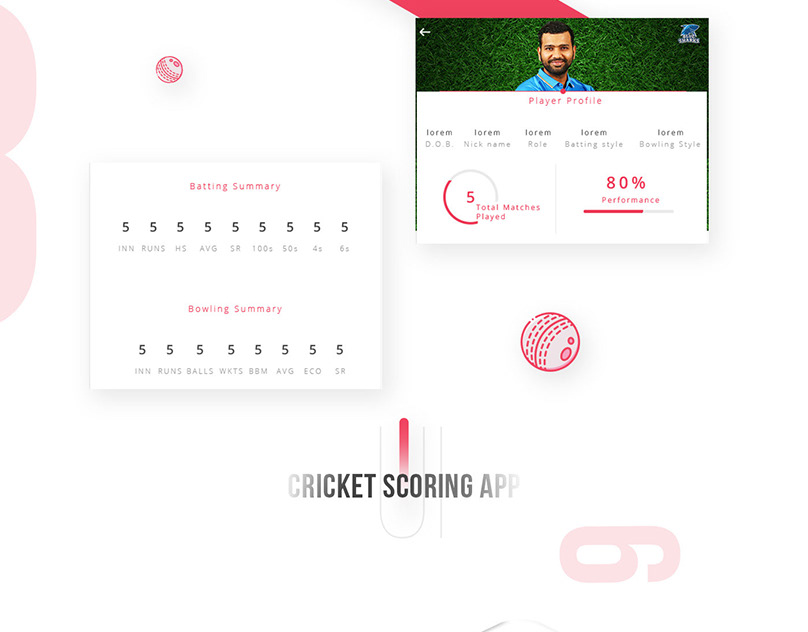 SHARKS
Player Profile
lorem lorem lorem lorem lorem
D.O.B. Nick name Role Batting style Bowling Style
5
Total Matches
Played
80%
Performance
Batting Summary
5 5 5 5 5 5 5 5 5
INN RUNS HS AVG SR 100s 50s 4s 6s
Bowling Summary
5 5 5 5 5 5 5 5
INN RUNS BALLS WKTS BBM AVG ECO SR
CRICKET SCORING APP
6